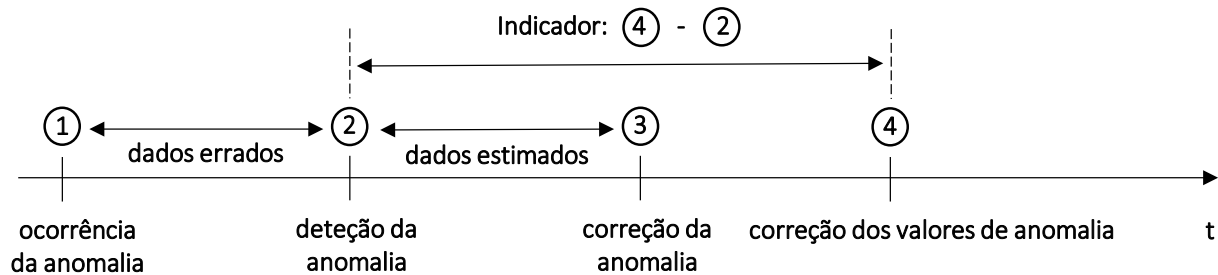 Indicador: 4 - 2
1 2 3 4
dados errados dados estimados
ocorrência da anomalia
deteção da anomalia
correção da anomalia
correção dos valores de anomalia
t